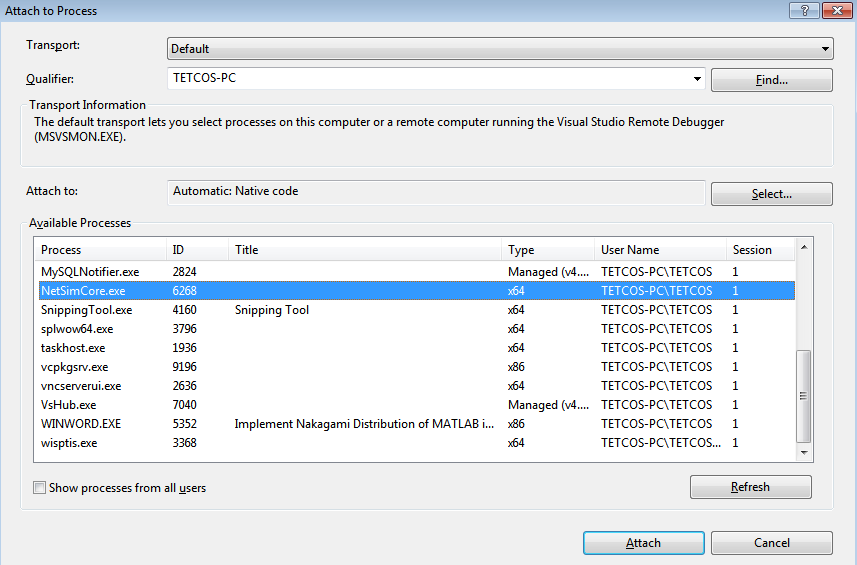 Attach to Process
Transport: Default
Qualifier: TETCOS-PC Find...
Transport Information
The default transport lets you select processes on this computer or a remote computer running the Visual Studio Remote Debugger
(MSVSMON.EXE).
Attach to: Automatic: Native code Select...
Available Processes
Process ID Title Type User Name Session
MySQLNotifier.exe 2824 Managed (v4.... TETCOS-PC\TETCOS 1
NetSimCore.exe 6268 x64 TETCOS-PC\TETCOS 1
SnippingTool.exe 4160 Snipping Tool x64 TETCOS-PC\TETCOS 1
splwow64.exe 3796 x64 TETCOS-PC\TETCOS 1
taskhost.exe 1936 x64 TETCOS-PC\TETCOS 1
vcpkgsrv.exe 9196 x86 TETCOS-PC\TETCOS 1
vncserverui.exe 2636 x64 TETCOS-PC\TETCOS 1
VsHub.exe 7040 Managed (v4.... TETCOS-PC\TETCOS 1
WINWORD.EXE 5352 Implement Nakagami Distribution of MATLAB i... x86 TETCOS-PC\TETCOS 1
wisptis.exe 3368 x64 TETCOS-PC\TETCOS... 1
Show processes from all users Refresh
Attach Cancel